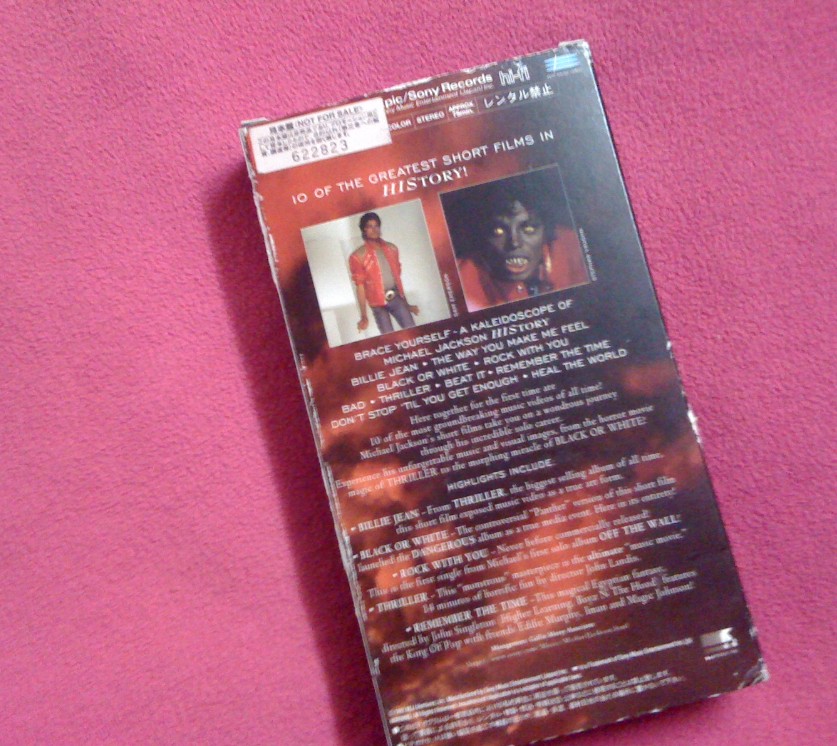 見本盤(NOT FOR SALE)
622823
pic/Sony Records
hi-fi
COLOR STEREO
レンタル禁止
10 OF THE GREATEST SHORT FILMS IN
HISTORY!
BRACE YOURSELF - A KALEIDOSCOPE OF
MICHAEL JACKSON HISTORY
BILLIE JEAN • THE WAY YOU MAKE ME FEEL
BLACK OR WHITE • ROCK WITH YOU
BAD • THRILLER • BEAT IT • REMEMBER THE TIME
DON'T STOP 'TIL YOU GET ENOUGH • HEAL THE WORLD
Here together for the first time are
10 of the most groundbreaking music videos of all time!
Michael Jackson's short films take you on a wondrous journey
through his incredible solo career.
Experience his unforgettable music and visual images, from the horror movie
magic of THRILLER to the morphing miracle of BLACK OR WHITE!
HIGHLIGHTS INCLUDE:
BILLIE JEAN - From THRILLER, the biggest selling album of all time,
this short film exposed music video as a true art form.
BLACK OR WHITE - The controversial "Panther" version of this short film
launched the DANGEROUS album as a true media event. Here in its entirety!
ROCK WITH YOU - Never before commercially released!
This is the first single from Michael's first solo album OFF THE WALL!
THRILLER - This "monstrous" masterpiece is the ultimate "music movie."
14 minutes of horrific fun by director John Landis.
REMEMBER THE TIME - This magical Egyptian fantasy,
directed by John Singleton (Higher Learning, Boyz N The Hood) features
the King Of Pop with friends Eddie Murphy, Iman and Magic Johnson!